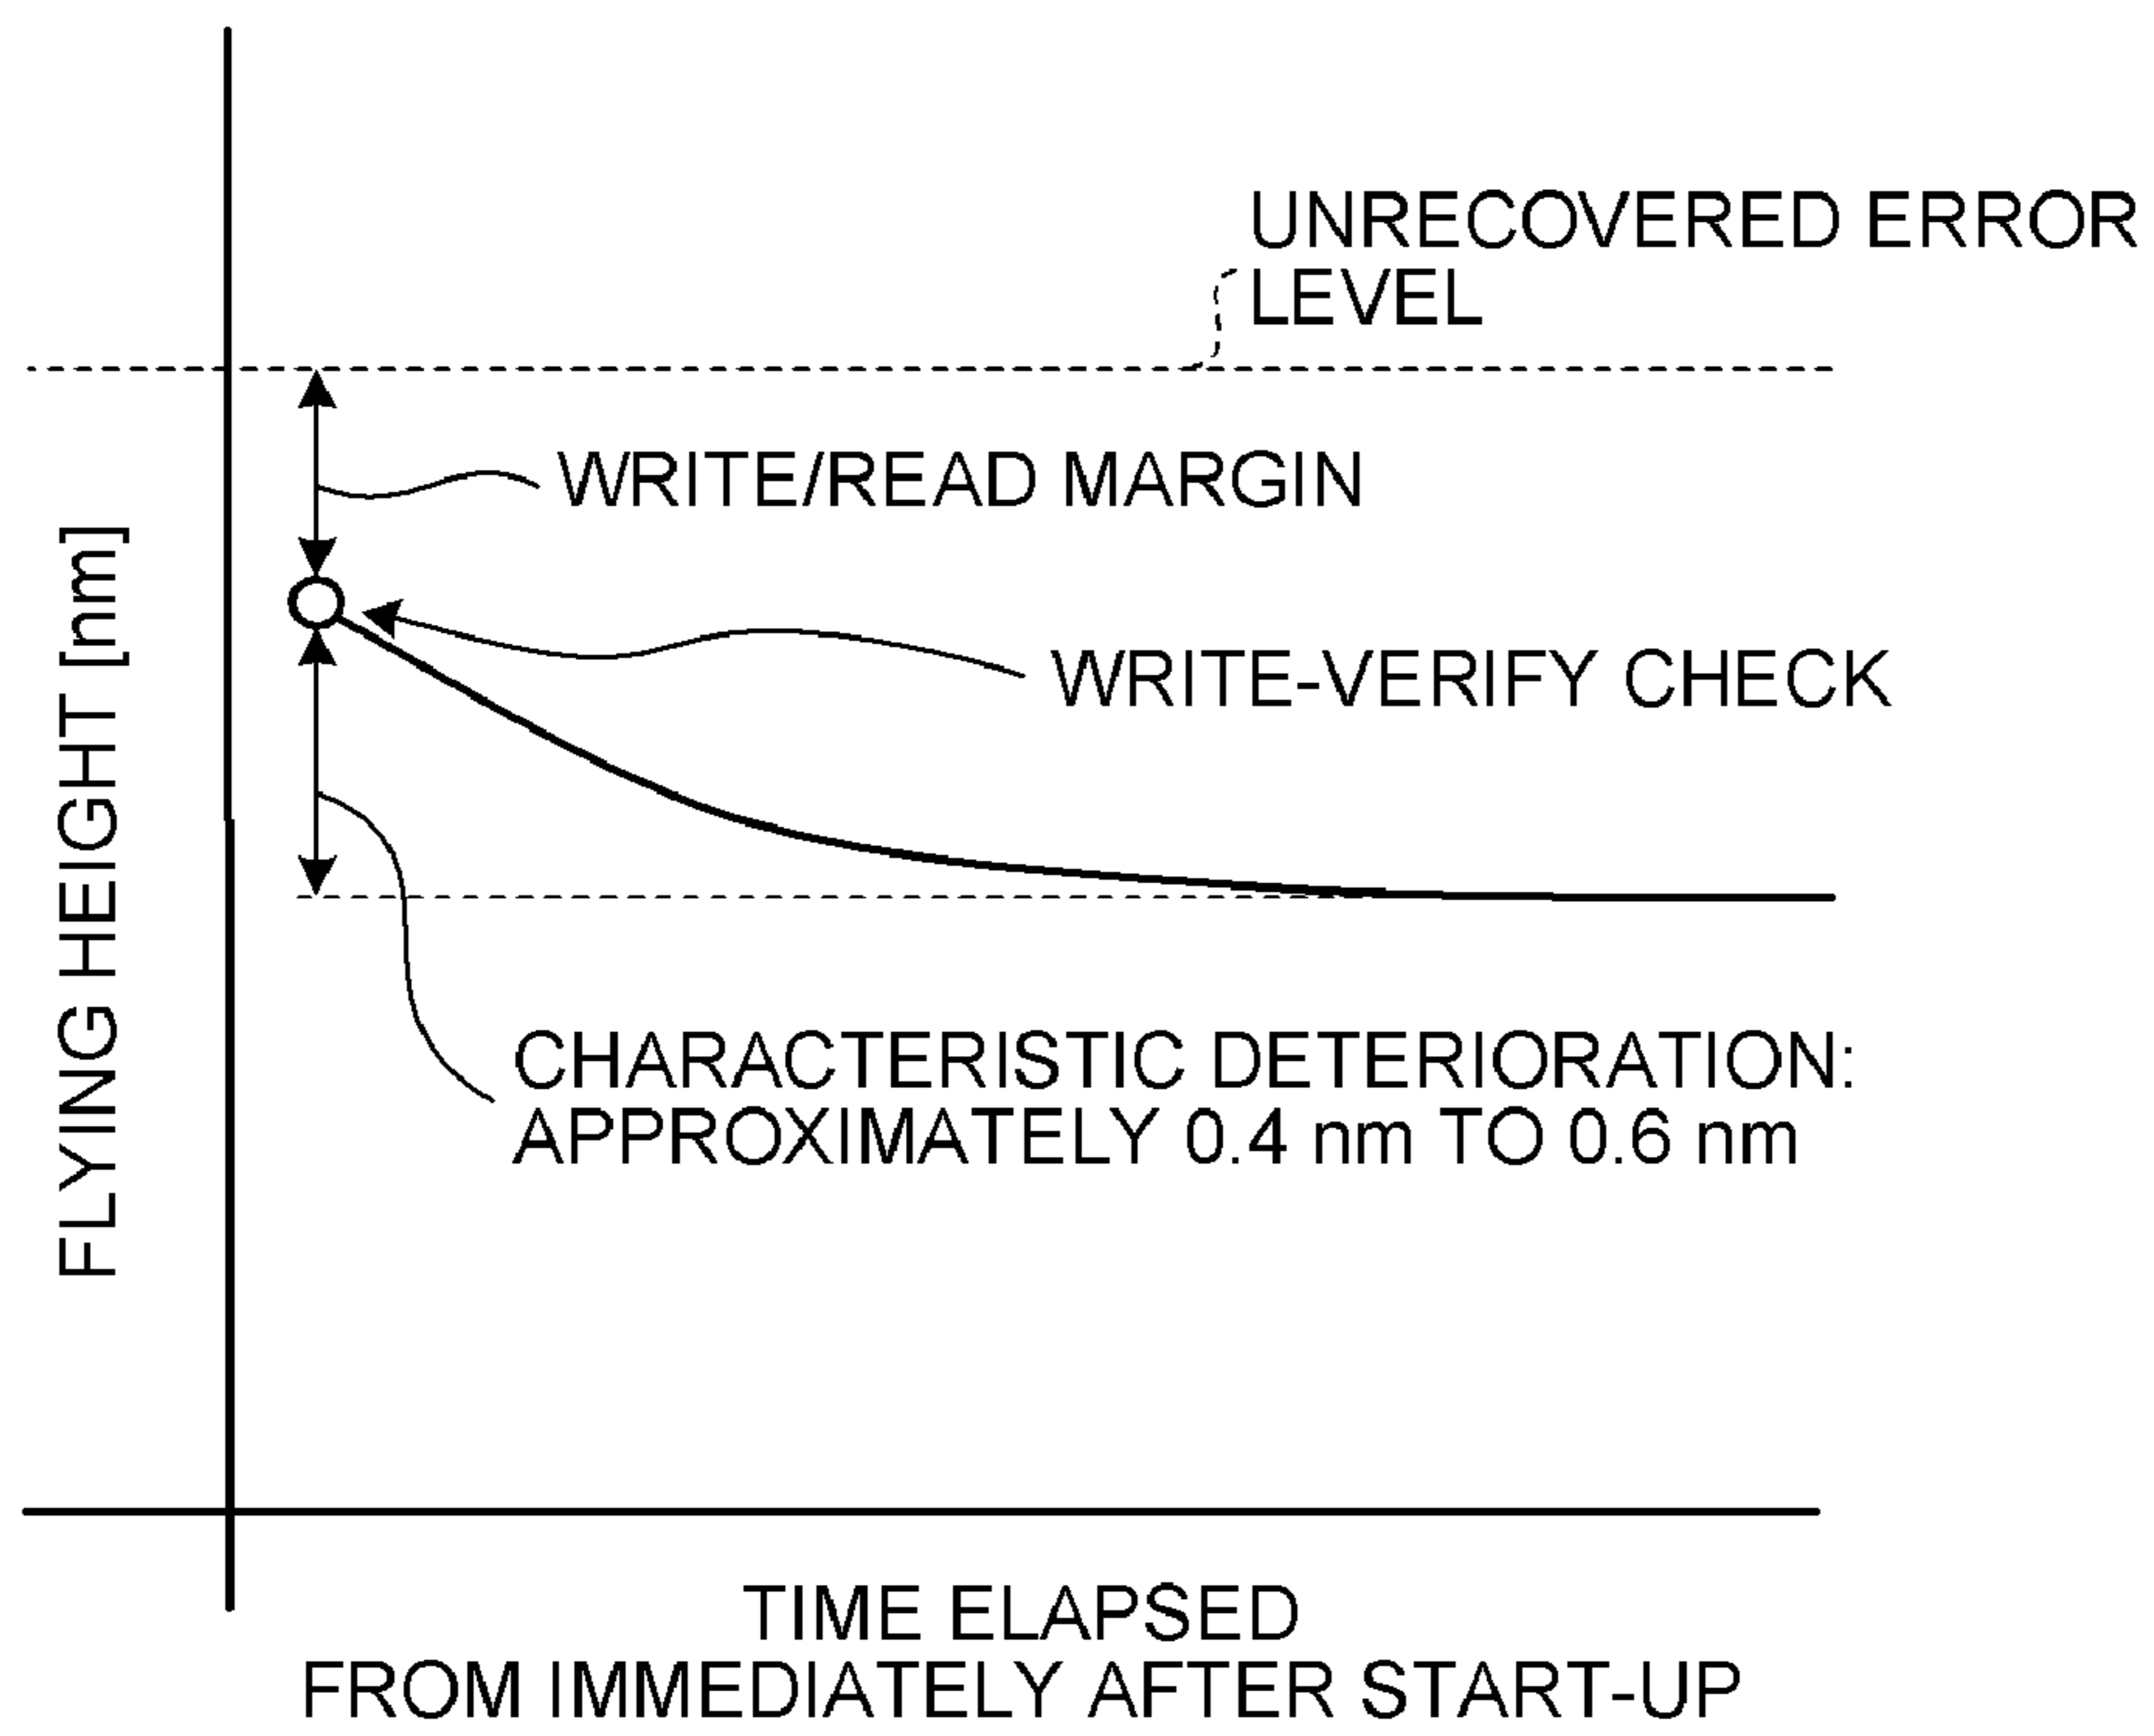 UNRECOVERED ERROR
LEVEL
WRITE/READ MARGIN
WRITE-VERIFY CHECK
CHARACTERISTIC DETERIORATION:
APPROXIMATELY 0.4 nm TO 0.6 nm
FLYING HEIGHT [nm]
TIME ELAPSED
FROM IMMEDIATELY AFTER START-UP